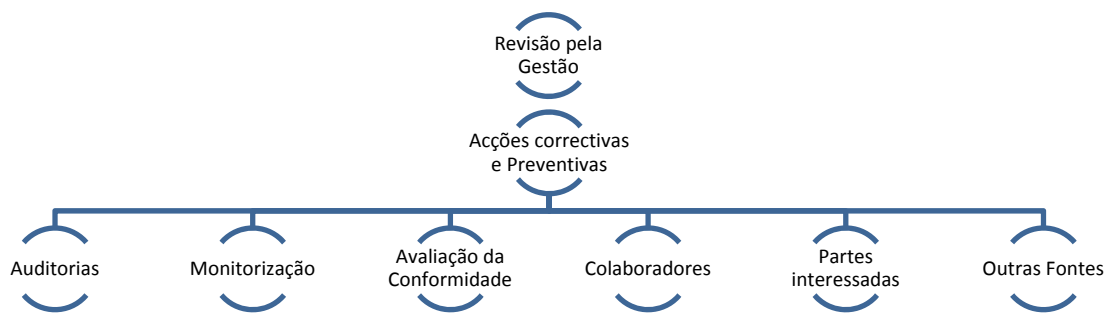 Revisão pela
Gestão
Acções correctivas
e Preventivas
Auditorias
Monitorização
Avaliação da
Conformidade
Colaboradores
Partes
interessadas
Outras Fontes